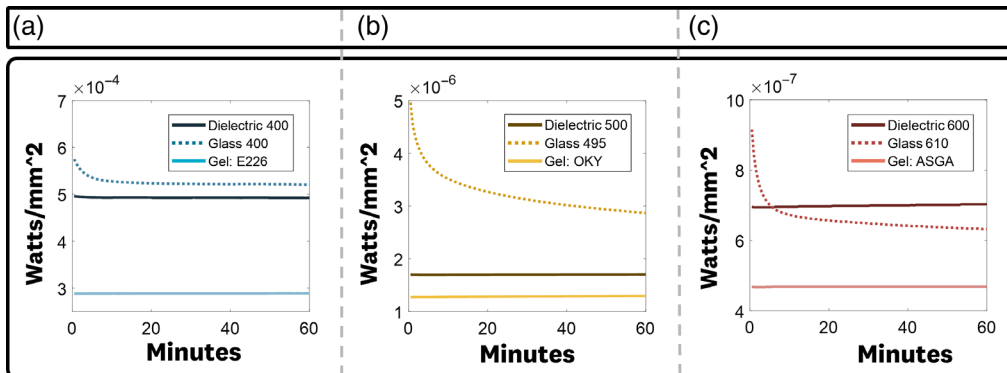 (a)
(b)
(c)
×10⁻⁴
7
6
5
4
3
0
20
40
60
Watts/mm^2
Minutes
Dielectric 400
Glass 400
Gel: E226
×10⁻⁶
5
4
3
2
1
0
20
40
60
Watts/mm^2
Minutes
Dielectric 500
Glass 495
Gel: OKY
×10⁻⁷
10
8
6
4
0
20
40
60
Watts/mm^2
Minutes
Dielectric 600
Glass 610
Gel: ASGA